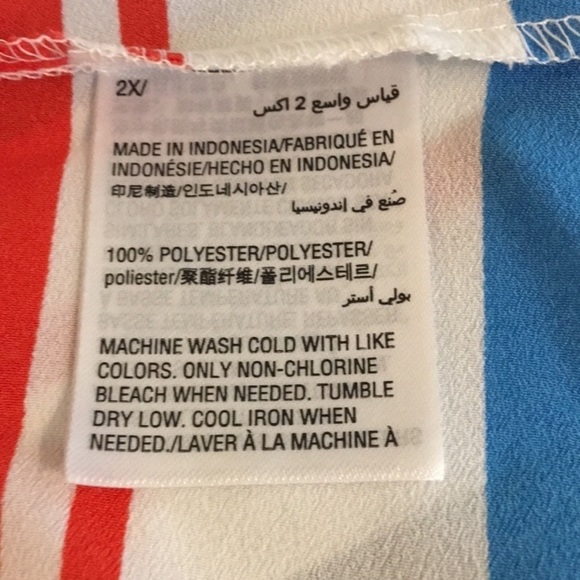 2X/
قياس واسع 2 اكس
MADE IN INDONESIA/FABRIQUÉ EN
INDONÉSIE/HECHO EN INDONESIA/
印尼制造/인도네시아산/
صُنع في إندونيسيا
100% POLYESTER/POLYESTER/
poliester/聚酯纤维/폴리에스테르/
بولي أستر
MACHINE WASH COLD WITH LIKE
COLORS. ONLY NON-CHLORINE
BLEACH WHEN NEEDED. TUMBLE
DRY LOW. COOL IRON WHEN
NEEDED./LAVER À LA MACHINE À